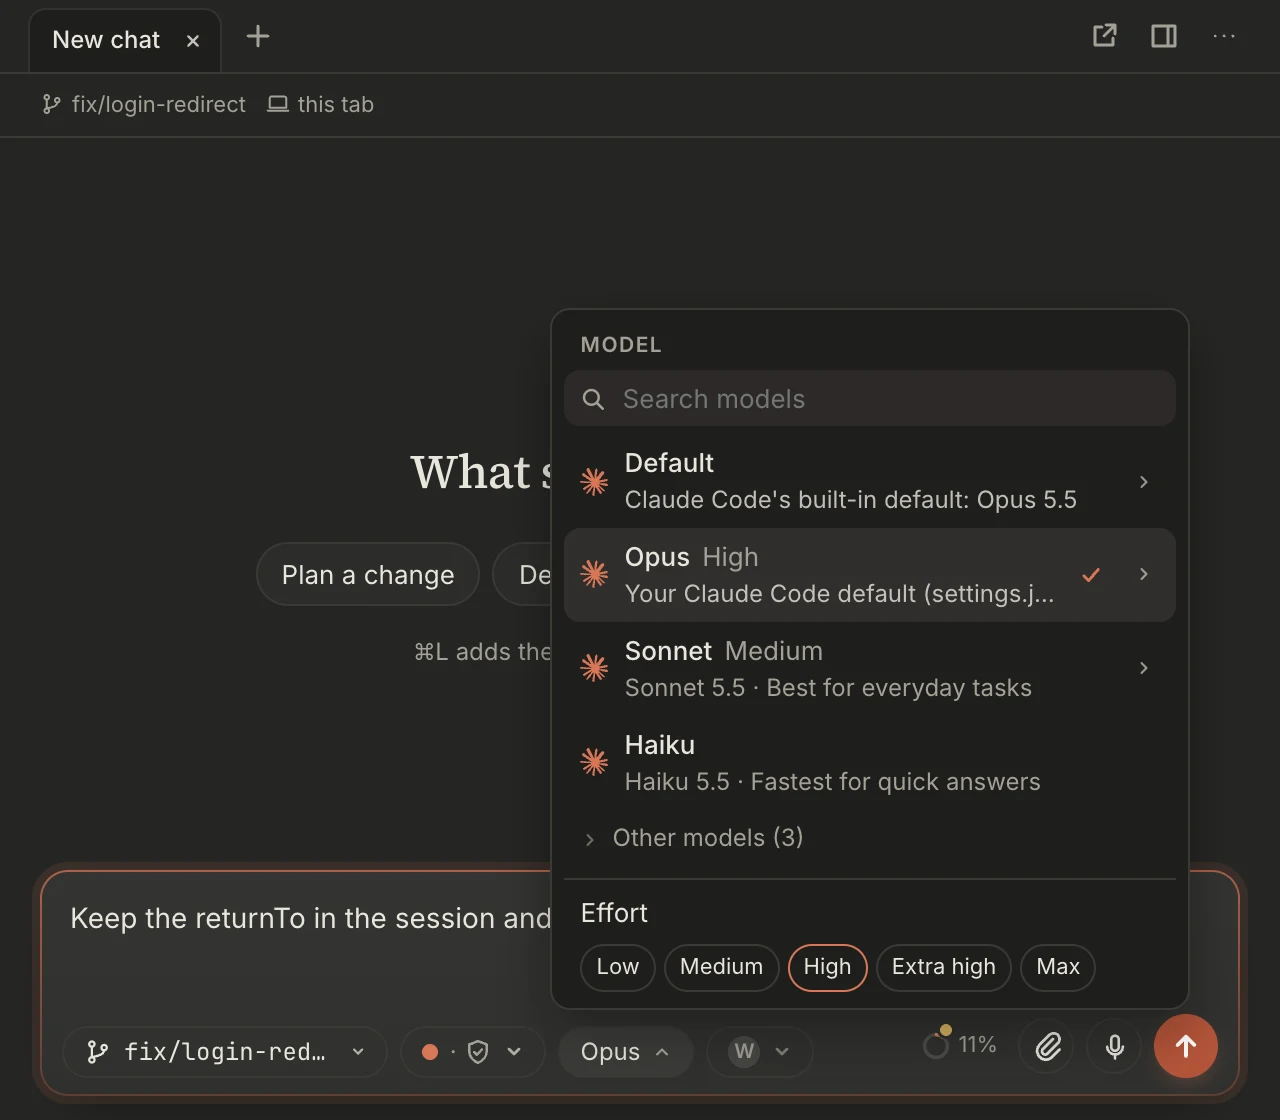 New chat
fix/login-redirect this tab
What s
Plan a change De
⌘L adds the
MODEL
Search models
Default
Claude Code's built-in default: Opus 5.5
Opus High
Your Claude Code default (settings.j...
Sonnet Medium
Sonnet 5.5 · Best for everyday tasks
Haiku
Haiku 5.5 · Fastest for quick answers
Other models (3)
Effort
Low Medium High Extra high Max
Keep the returnTo in the session and
fix/login-red… · Opus W 11%